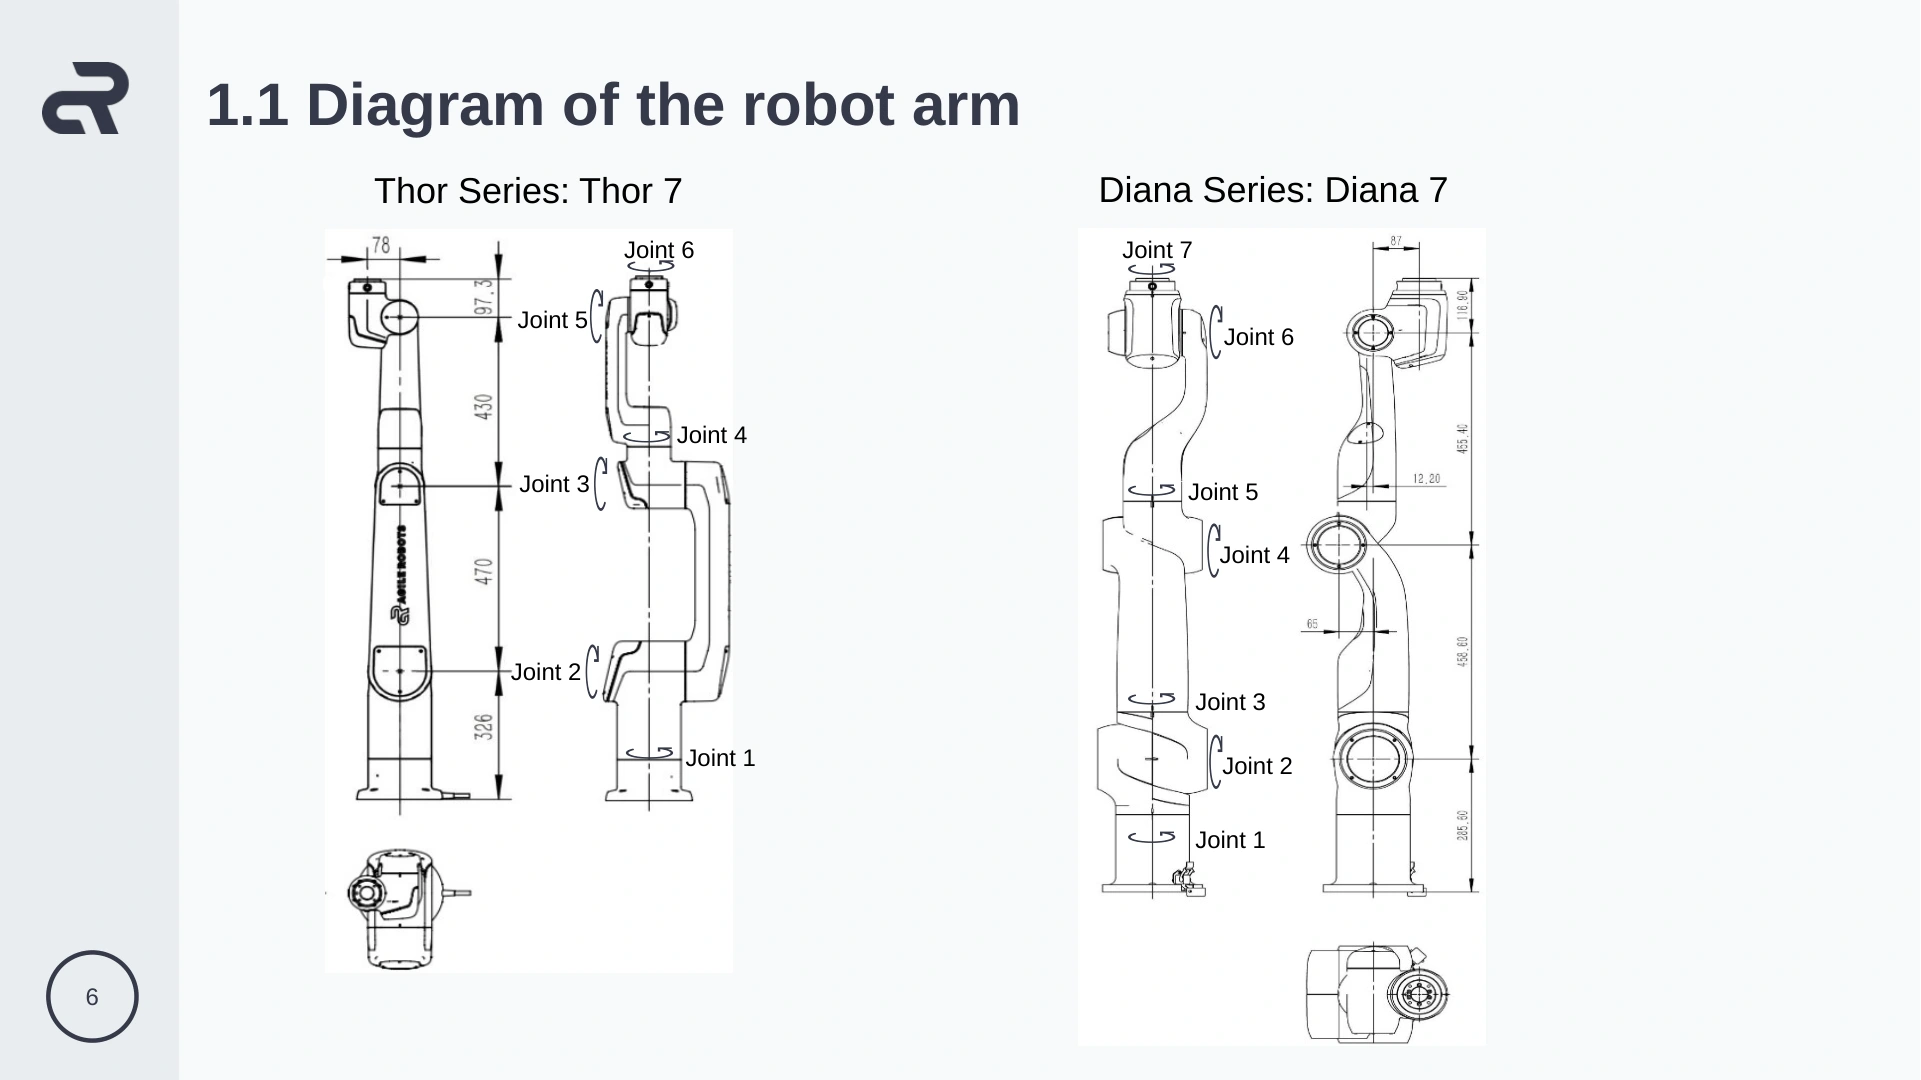 1.1 Diagram of the robot arm
Thor Series: Thor 7
78
97.3
430
470
326
AGILE ROBOTS
Joint 6
Joint 5
Joint 4
Joint 3
Joint 2
Joint 1
Diana Series: Diana 7
Joint 7
Joint 6
Joint 5
Joint 4
Joint 3
Joint 2
Joint 1
87
116.90
455.40
12.20
65
458.60
285.60
6